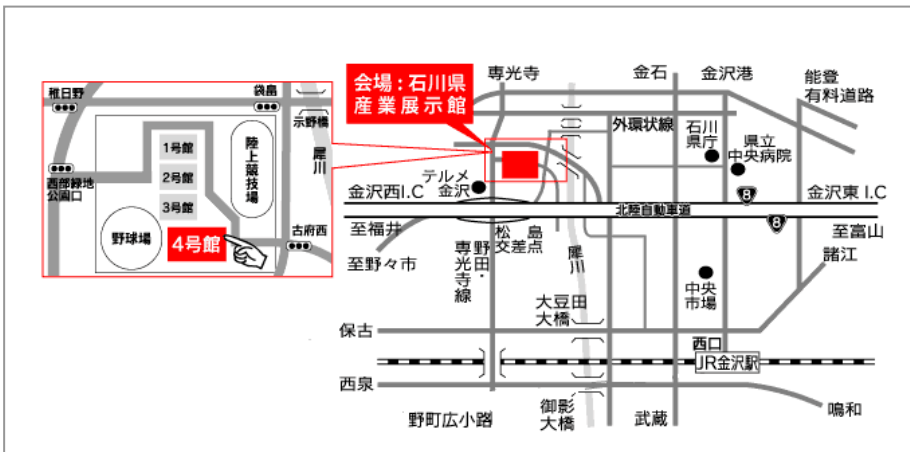 稚日野
袋畠
示野橋
1号館
2号館
3号館
4号館
陸上競技場
犀川
西部緑地
公園口
野球場
古府西
会場：石川県
産業展示館
専光寺
金石
金沢港
能登
有料道路
外環状線
石川
県庁
県立
中央病院
テルメ
金沢
金沢西I.C
8
金沢東I.C
北陸自動車道
8
至福井
至富山
至野々市
松島
交差点
野田・
専光寺線
犀川
諸江
中央
市場
大豆田
大橋
保古
西口
JR金沢駅
西泉
野町広小路
御影
大橋
武蔵
鳴和